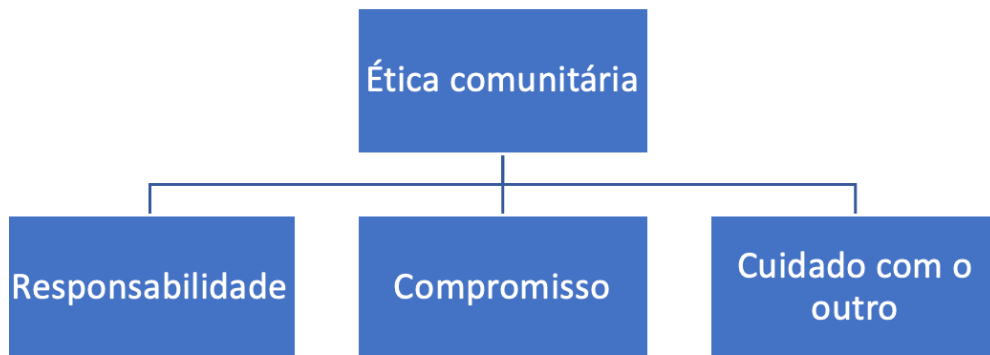 Ética comunitária
Responsabilidade
Compromisso
Cuidado com o
outro